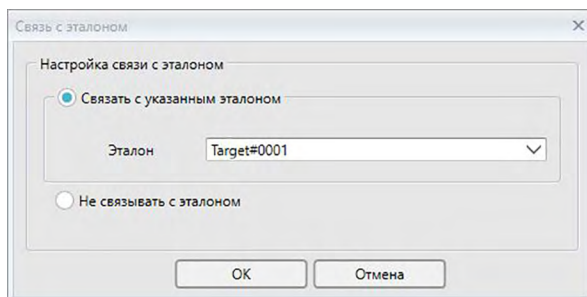 Связь с эталоном
Настройка связи с эталоном
Связать с указанным эталоном
Эталон Target#0001
Не связывать с эталоном
OK Отмена